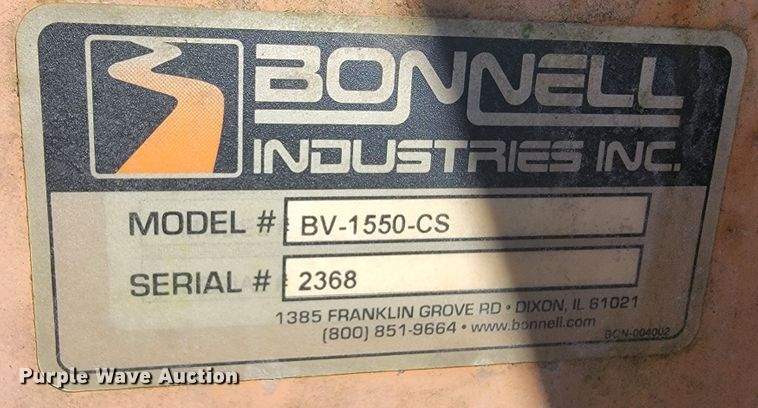 BONNELL
INDUSTRIES INC.
MODEL # BV-1550-CS
SERIAL # 2368
1385 FRANKLIN GROVE RD • DIXON, IL 61021
(800) 851-9664 • www.bonnell.com
BON-004002
Purple Wave Auction